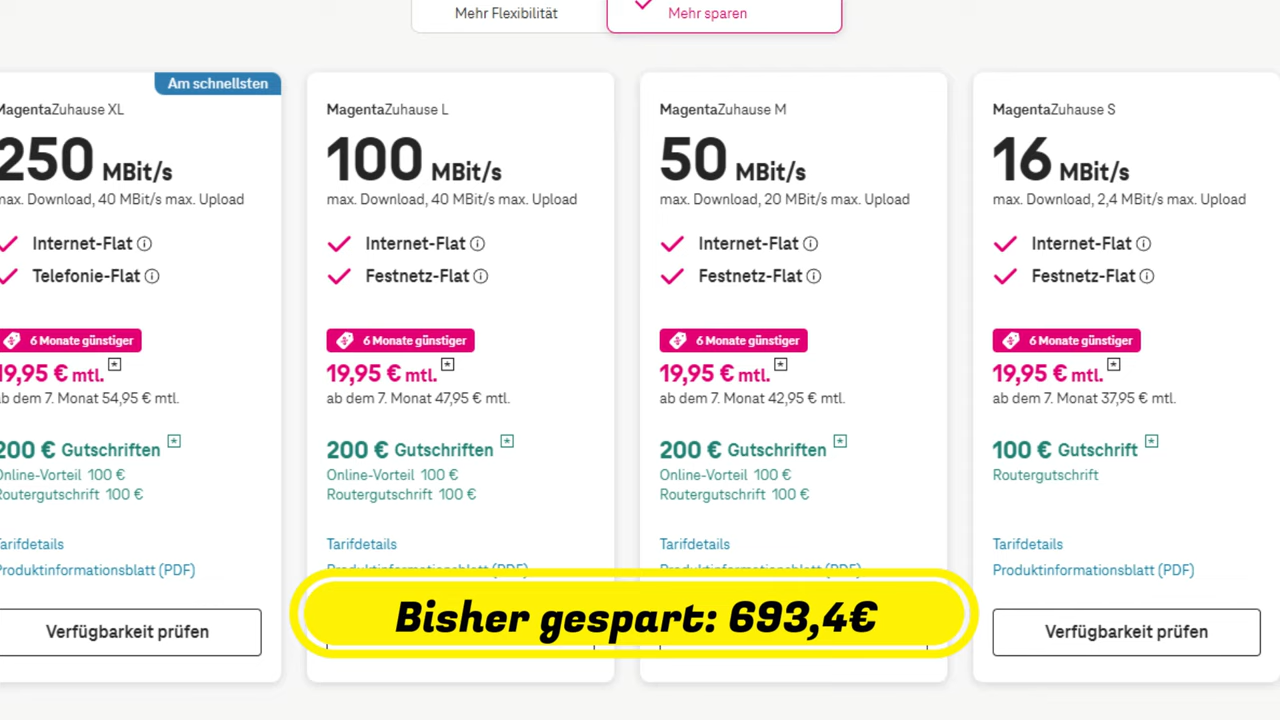 Mehr Flexibilität
Mehr sparen
Am schnellsten
MagentaZuhause XL
250 MBit/s
max. Download, 40 MBit/s max. Upload
Internet-Flat
Telefonie-Flat
6 Monate günstiger
19,95 € mtl.
ab dem 7. Monat 54,95 € mtl.
200 € Gutschriften
Online-Vorteil 100 €
Routergutschrift 100 €
Tarifdetails
Produktinformationsblatt (PDF)
Verfügbarkeit prüfen
MagentaZuhause L
100 MBit/s
max. Download, 40 MBit/s max. Upload
Internet-Flat
Festnetz-Flat
6 Monate günstiger
19,95 € mtl.
ab dem 7. Monat 47,95 € mtl.
200 € Gutschriften
Online-Vorteil 100 €
Routergutschrift 100 €
Tarifdetails
Produktinformationsblatt (PDF)
MagentaZuhause M
50 MBit/s
max. Download, 20 MBit/s max. Upload
Internet-Flat
Festnetz-Flat
6 Monate günstiger
19,95 € mtl.
ab dem 7. Monat 42,95 € mtl.
200 € Gutschriften
Online-Vorteil 100 €
Routergutschrift 100 €
Tarifdetails
Produktinformationsblatt (PDF)
MagentaZuhause S
16 MBit/s
max. Download, 2,4 MBit/s max. Upload
Internet-Flat
Festnetz-Flat
6 Monate günstiger
19,95 € mtl.
ab dem 7. Monat 37,95 € mtl.
100 € Gutschrift
Routergutschrift
Tarifdetails
Produktinformationsblatt (PDF)
Verfügbarkeit prüfen
Bisher gespart: 693,4€